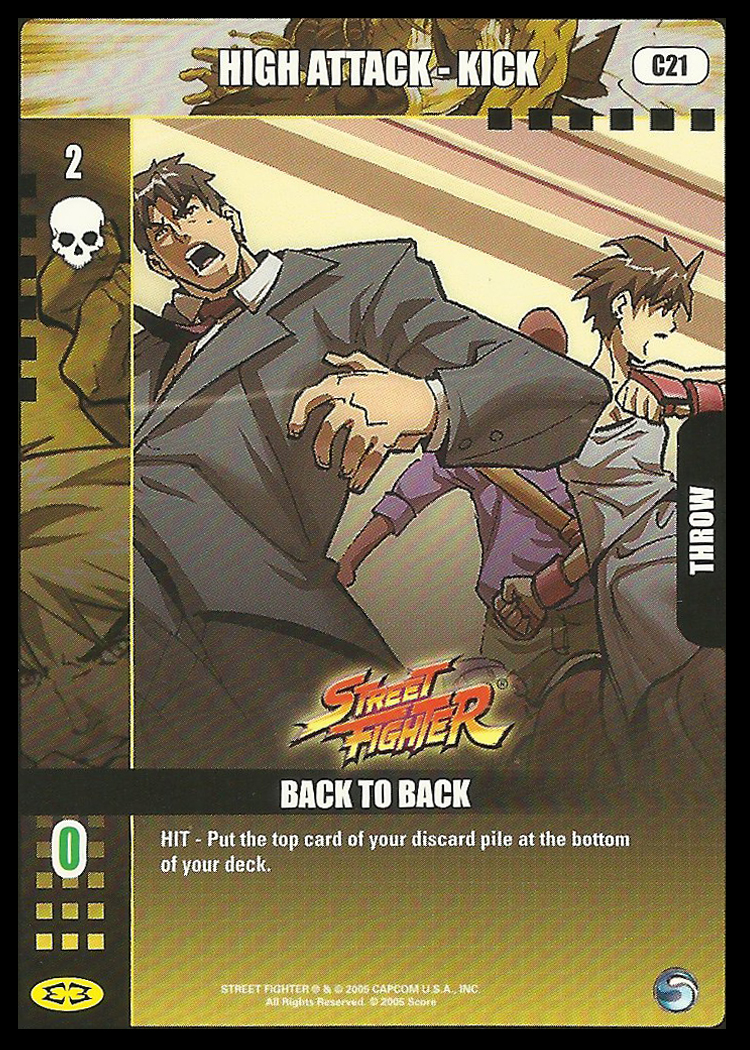 HIGH ATTACK - KICK
C21
2
THROW
STREET
FIGHTER®
BACK TO BACK
0
HIT - Put the top card of your discard pile at the bottom
of your deck.
STREET FIGHTER ® & © 2005 CAPCOM U.S.A., INC.
All Rights Reserved. © 2005 Score
S